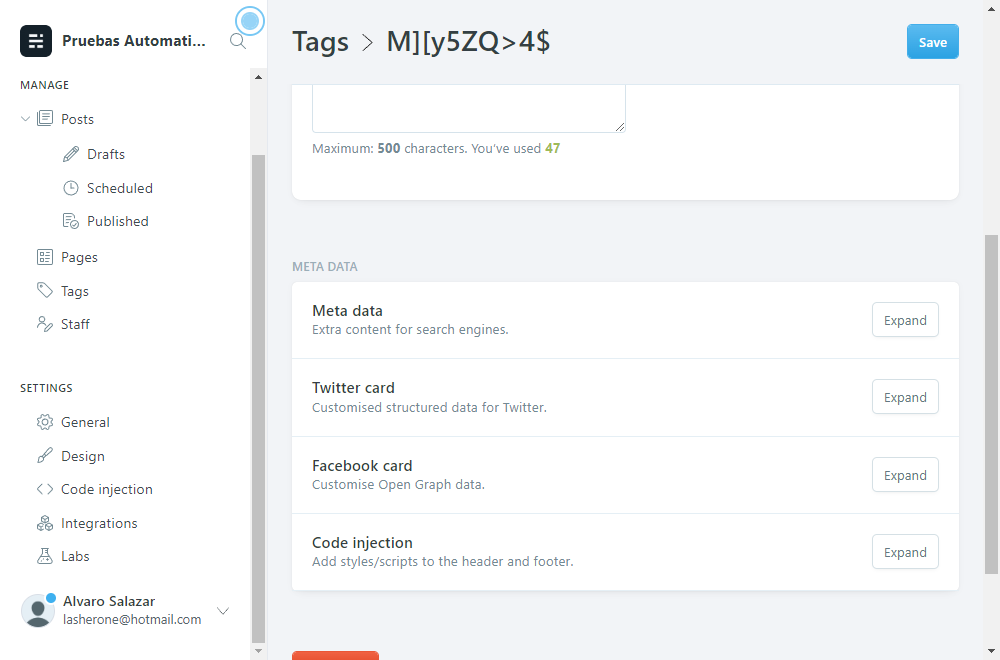 Pruebas Automati...
MANAGE
Posts
Drafts
Scheduled
Published
Pages
Tags
Staff
SETTINGS
General
Design
Code injection
Integrations
Labs
Alvaro Salazar
lasherone@hotmail.com
Tags > M][y5ZQ>4$
Save
Maximum: 500 characters. You've used 47
META DATA
Meta data
Extra content for search engines.
Expand
Twitter card
Customised structured data for Twitter.
Expand
Facebook card
Customise Open Graph data.
Expand
Code injection
Add styles/scripts to the header and footer.
Expand